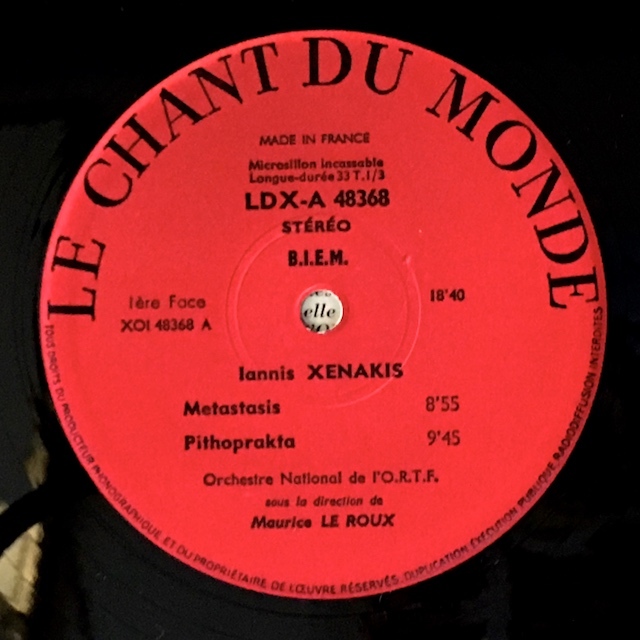 LE CHANT DU MONDE
MADE IN FRANCE
Microsillon incassable
Longue-durée 33 T.1/3
LDX-A 48368
STÉRÉO
B.I.E.M.
1ère Face
XOI 48368 A
18'40
elle
Iannis XENAKIS
Metastasis 8'55
Pithoprakta 9'45
Orchestre National de l'O.R.T.F.
sous la direction de
Maurice LE ROUX
TOUS DROITS DU PRODUCTEUR PHONOGRAPHIQUE ET DU PROPRIÉTAIRE DE L'ŒUVRE RÉSERVÉS. DUPLICATION EXÉCUTION PUBLIQUE RADIODIFFUSION INTERDITES